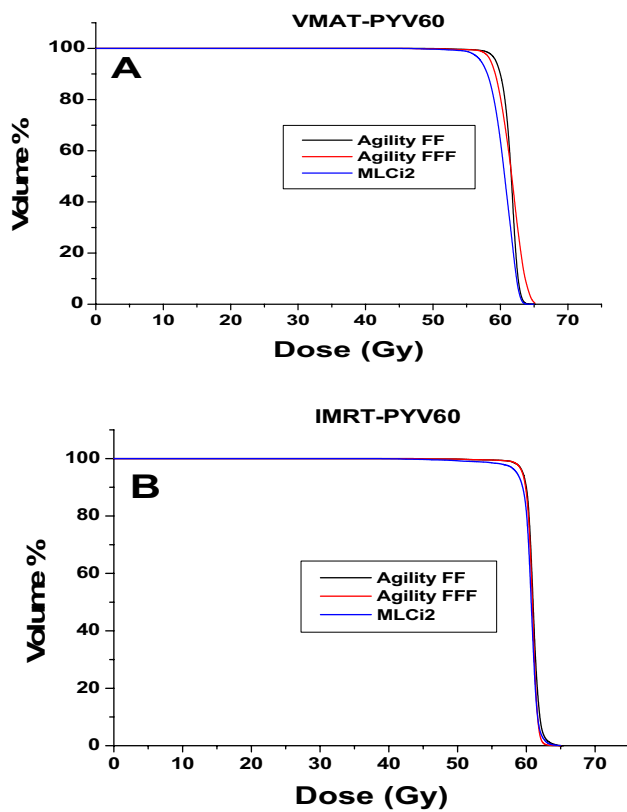 VMAT-PYV60
100
A
80
Volume %
60
Agility FF
Agility FFF
MLCi2
40
20
0
0 10 20 30 40 50 60 70
Dose (Gy)
IMRT-PYV60
100
B
80
Volume %
60
Agility FF
Agility FFF
MLCi2
40
20
0
0 10 20 30 40 50 60 70
Dose (Gy)